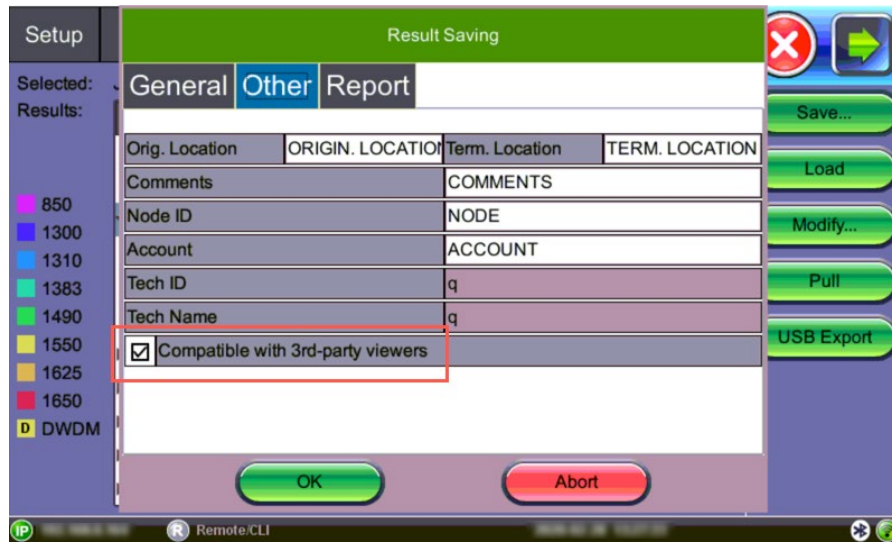 Setup
Result Saving
Selected:
Results:
General Other Report
Save...
Orig. Location ORIGIN. LOCATION Term. Location TERM. LOCATION
Comments COMMENTS
Load
850
1300
1310
1383
1490
1550
1625
1650
D DWDM
Node ID NODE
Modify...
Account ACCOUNT
Tech ID q
Pull
Tech Name q
Compatible with 3rd-party viewers
USB Export
OK Abort
IP
R Remote/CLI